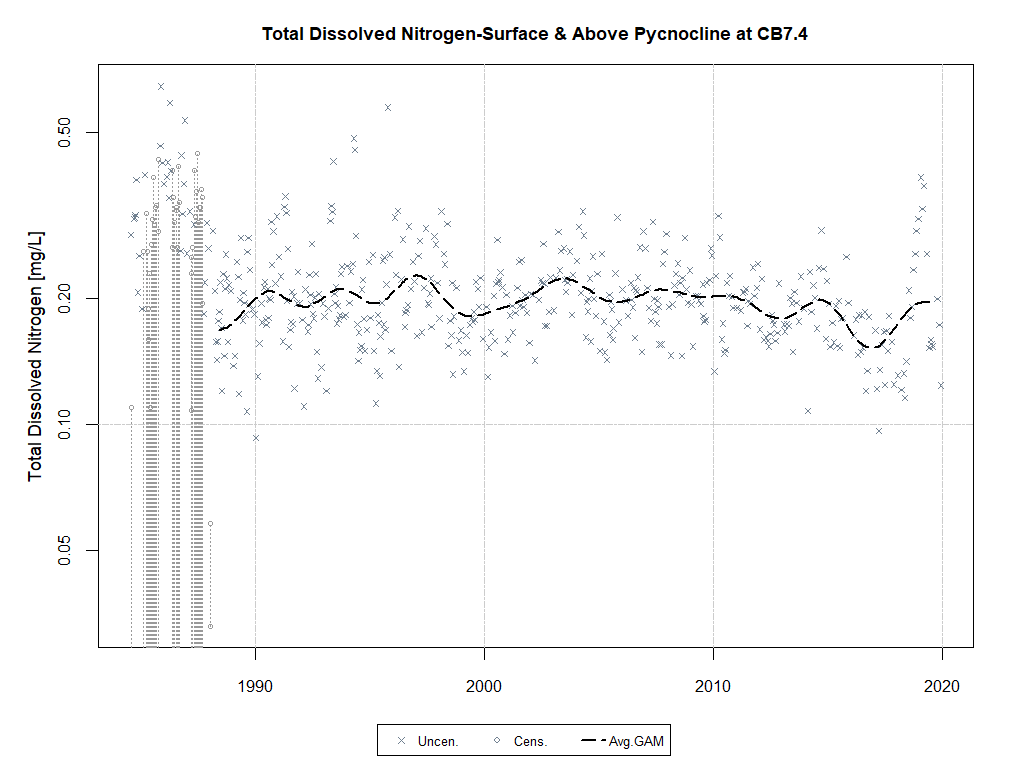 Total Dissolved Nitrogen-Surface & Above Pycnocline at CB7.4
Total Dissolved Nitrogen [mg/L]
0.50
0.20
0.10
0.05
1990 2000 2010 2020
Uncen. Cens. Avg.GAM